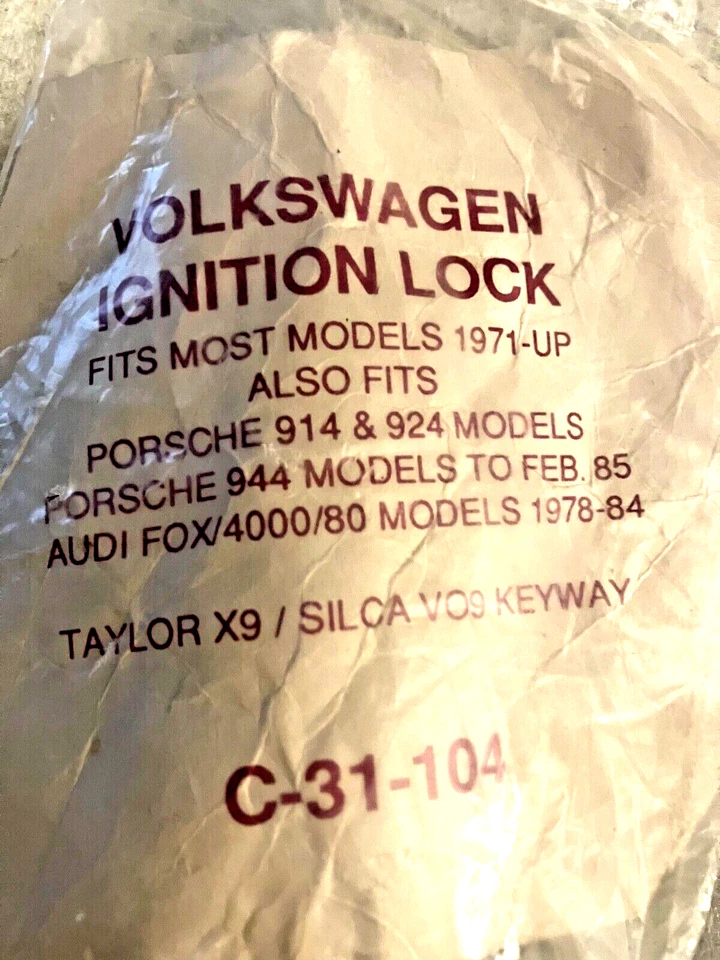 VOLKSWAGEN
IGNITION LOCK
FITS MOST MODELS 1971-UP
ALSO FITS
PORSCHE 914 & 924 MODELS
PORSCHE 944 MODELS TO FEB. 85
AUDI FOX/4000/80 MODELS 1978-84
TAYLOR X9 / SILCA VO9 KEYWAY
C-31-104